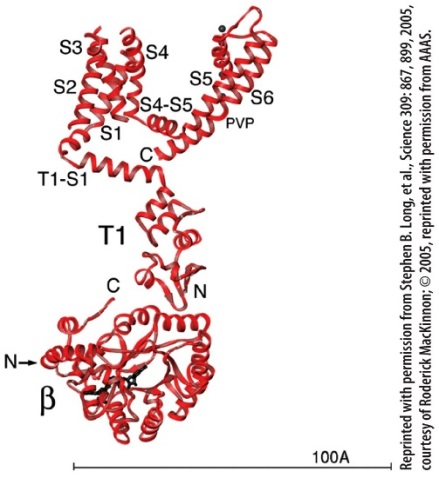 S3
S4
S2
S5
S6
S4-S5
S1
PVP
C
T1-S1
T1
C
N
N
β
100A
Reprinted with permission from Stephen B. Long, et al., Science 309: 867, 899, 2005,
courtesy of Roderick MacKinnon; © 2005, reprinted with permission from AAAS.